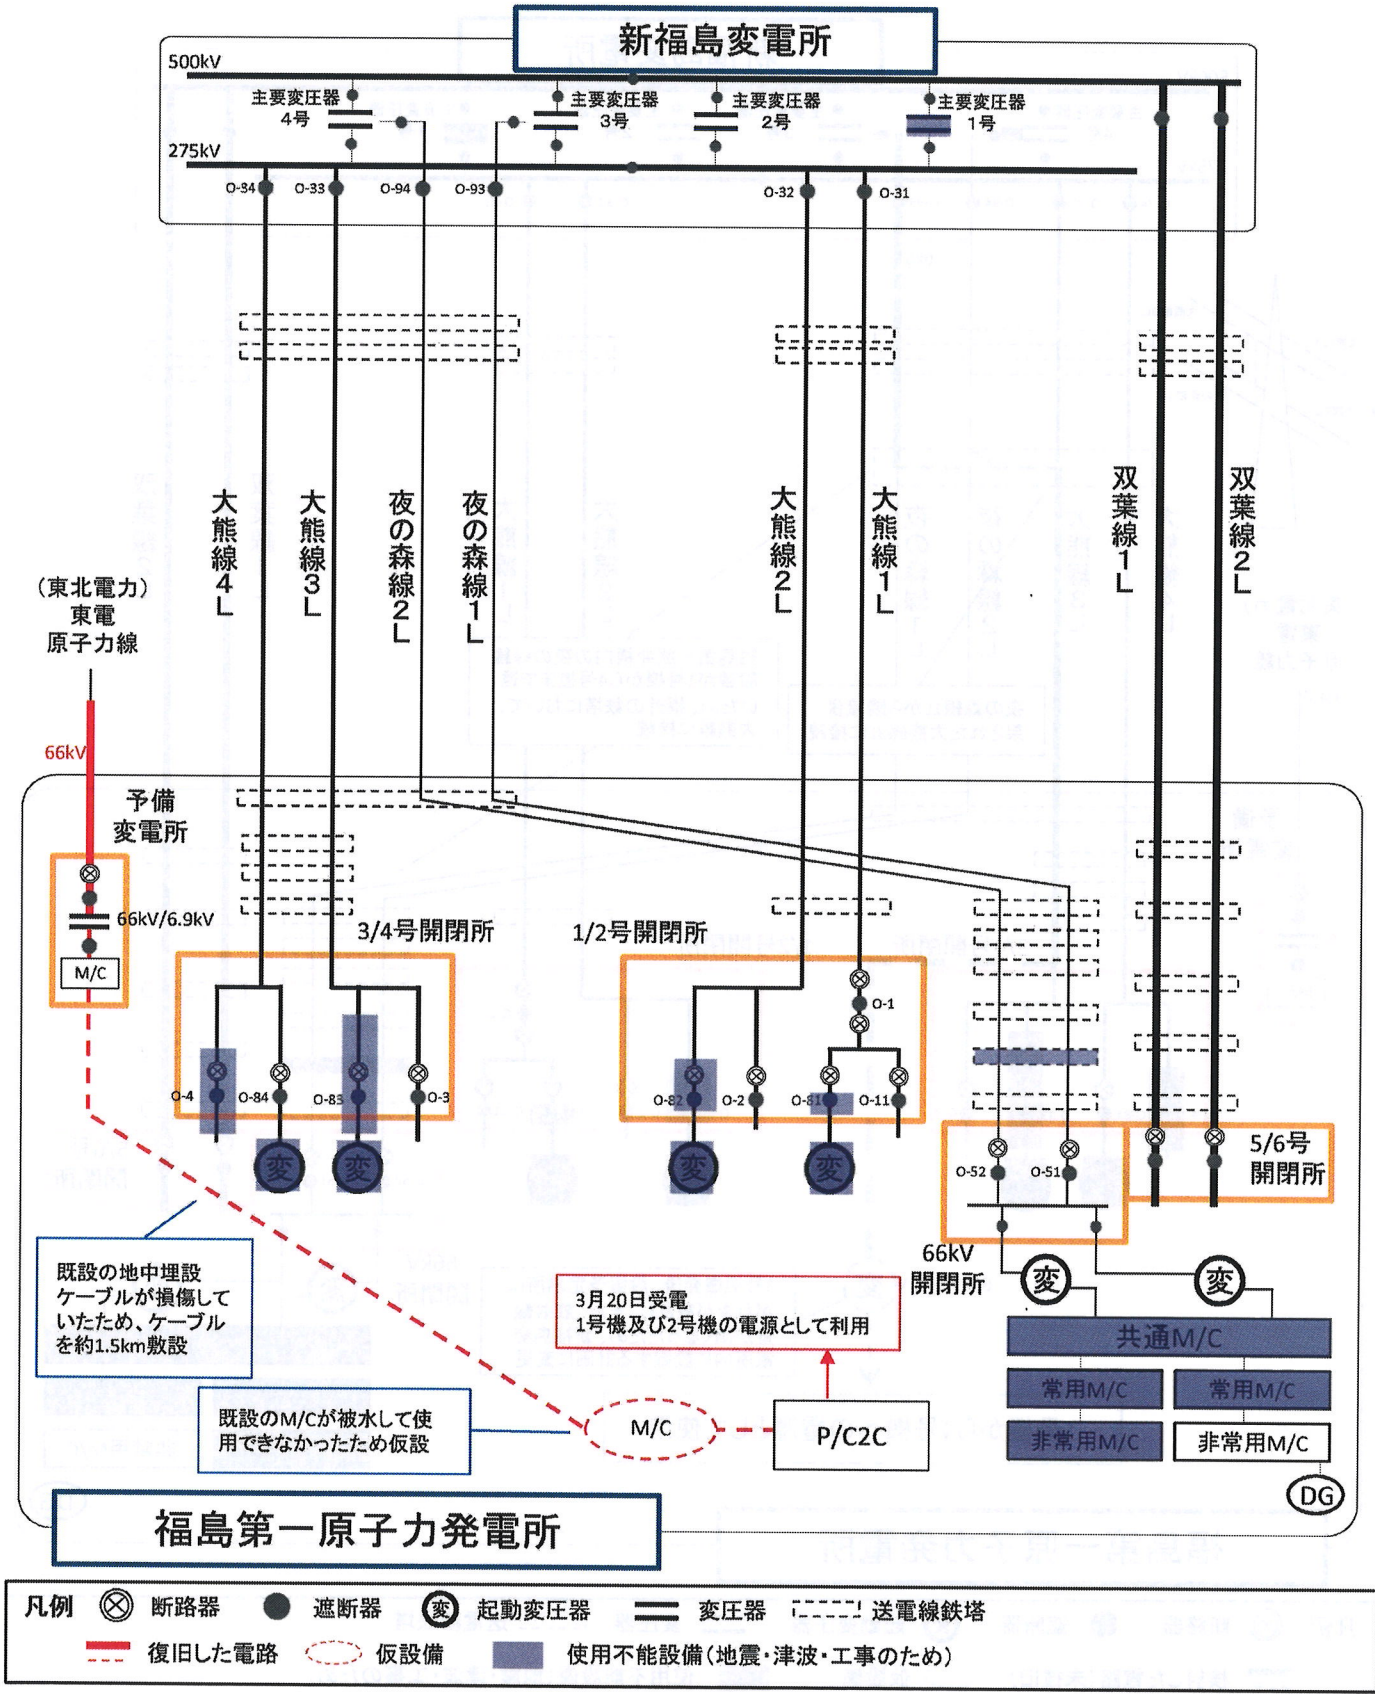 新福島変電所
500kV
主要変圧器
4号
主要変圧器
3号
主要変圧器
2号
主要変圧器
1号
275kV
O-34
O-33
O-94
O-93
O-32
O-31
大熊線4L
大熊線3L
夜の森線2L
夜の森線1L
大熊線2L
大熊線1L
双葉線1L
双葉線2L
(東北電力)
東電
原子力線
66kV
予備
変電所
66kV/6.9kV
M/C
3/4号開閉所
1/2号開閉所
O-1
O-4
O-84
O-83
O-3
O-82
O-2
O-81
O-11
変
変
変
変
O-52
O-51
5/6号
開閉所
66kV
開閉所
変
変
共通M/C
常用M/C
常用M/C
非常用M/C
非常用M/C
DG
既設の地中埋設
ケーブルが損傷して
いたため、ケーブル
を約1.5km敷設
3月20日受電
1号機及び2号機の電源として利用
既設のM/Cが被水して使
用できなかったため仮設
M/C
P/C2C
福島第一原子力発電所
凡例 断路器 遮断器 変 起動変圧器 変圧器 送電線鉄塔
復旧した電路 仮設備 使用不能設備(地震・津波・工事のため)